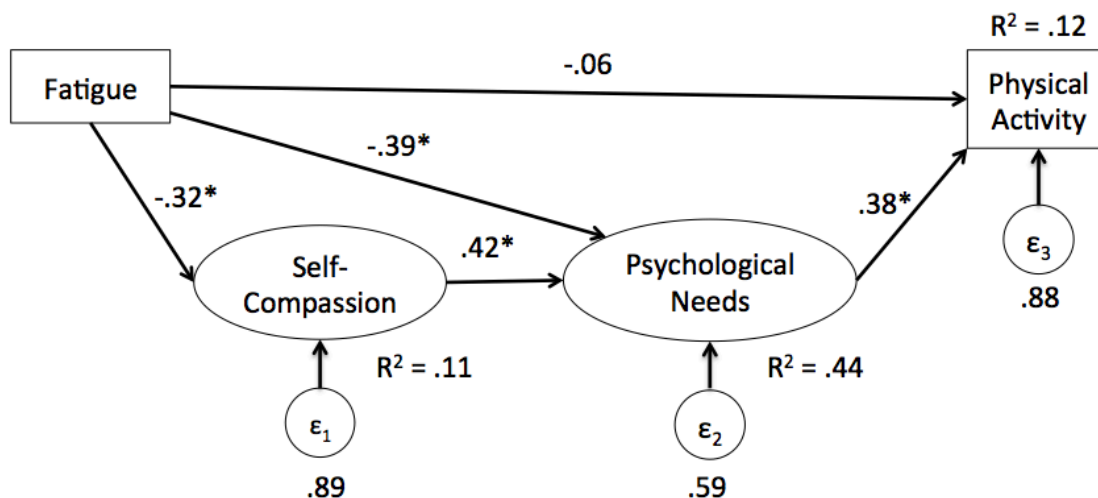 R² = .12
Fatigue
-.06
Physical
Activity
-.39*
-.32*
.38*
.42*
Self-
Compassion
Psychological
Needs
ε₃
.88
R² = .11
R² = .44
ε₁
ε₂
.89
.59